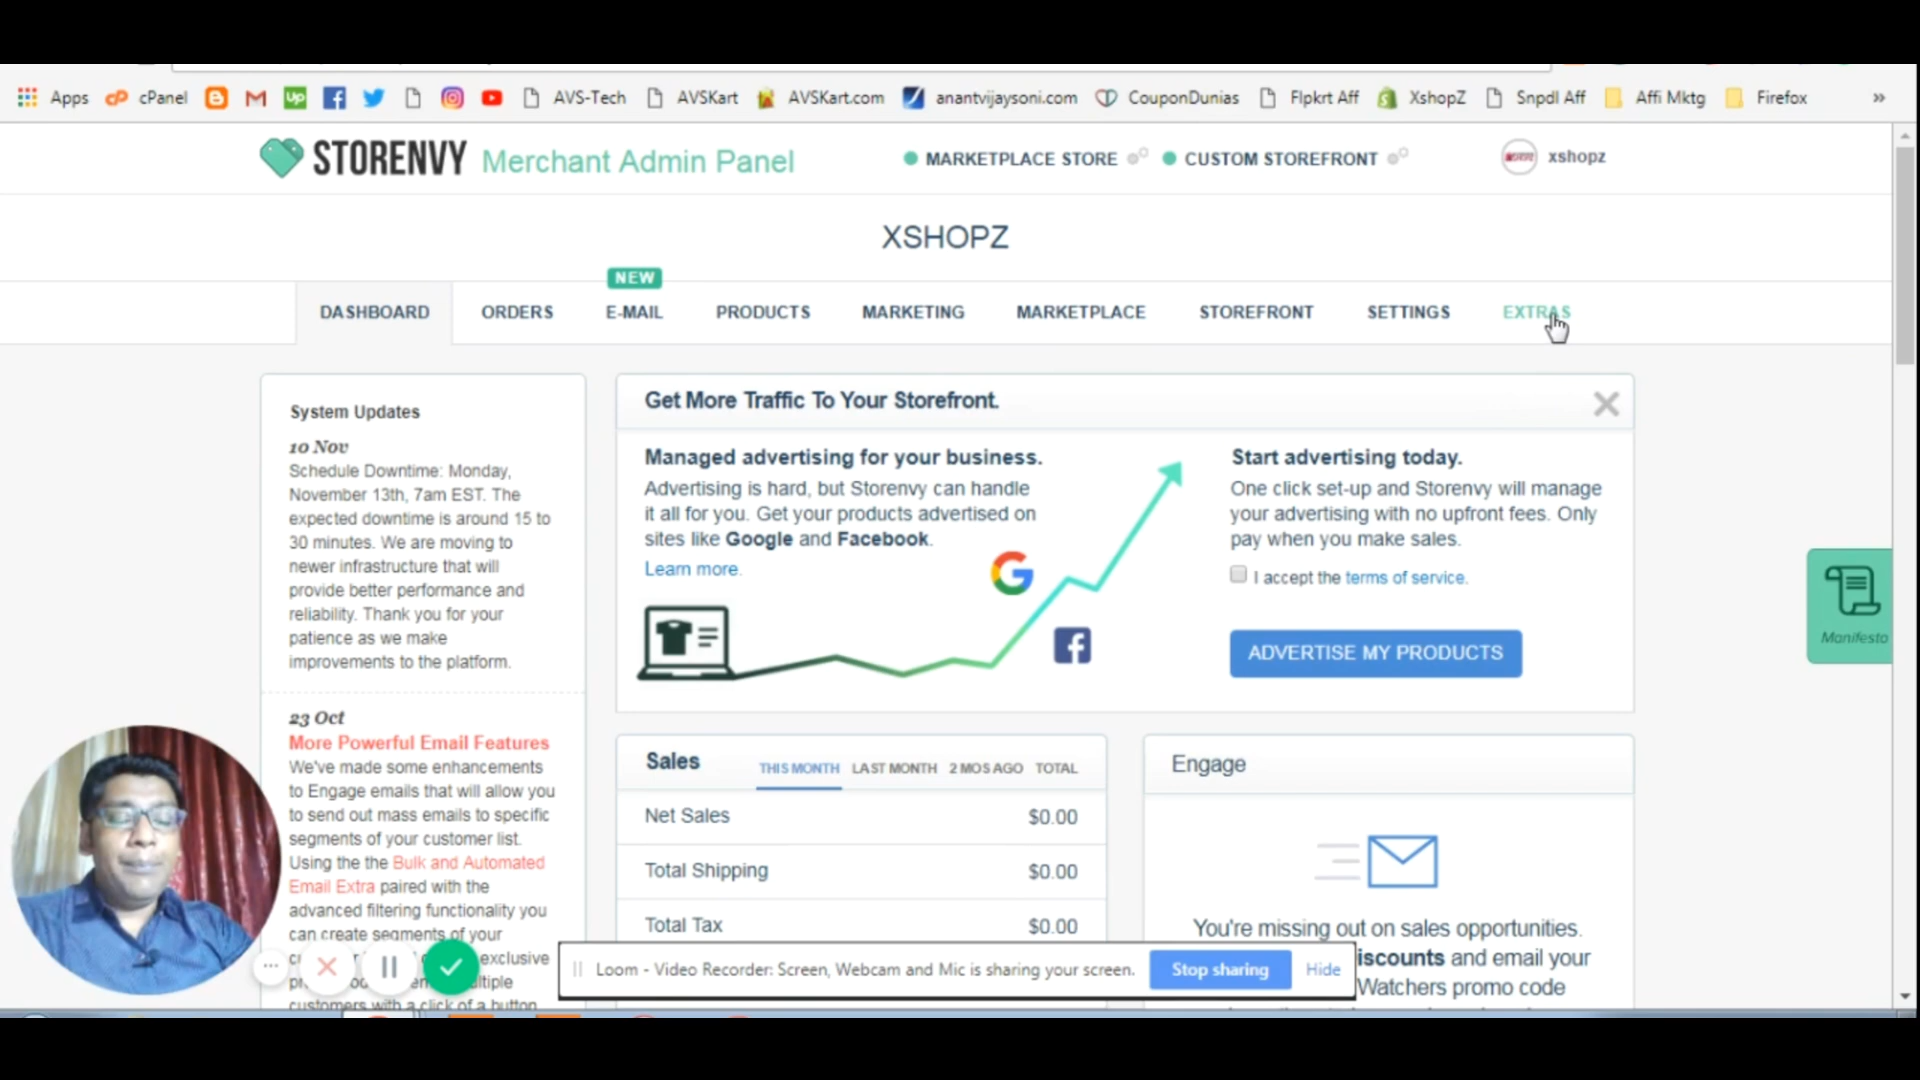 Apps cPanel AVS-Tech AVSKart AVSKart.com anantvijaysoni.com CouponDunias Flpkrt Aff XshopZ Snpdl Aff Affi Mktg Firefox »
STORENVY Merchant Admin Panel MARKETPLACE STORE CUSTOM STOREFRONT xshopz
XSHOPZ
NEW
DASHBOARD ORDERS E-MAIL PRODUCTS MARKETING MARKETPLACE STOREFRONT SETTINGS EXTRAS
System Updates
10 Nov
Schedule Downtime: Monday,
November 13th, 7am EST. The
expected downtime is around 15 to
30 minutes. We are moving to
newer infrastructure that will
provide better performance and
reliability. Thank you for your
patience as we make
improvements to the platform.
23 Oct
More Powerful Email Features
We've made some enhancements
to Engage emails that will allow you
to send out mass emails to specific
segments of your customer list.
Using the the Bulk and Automated
Email Extra paired with the
advanced filtering functionality you
can create segments of your
exclusive
customers with a click of a button
Get More Traffic To Your Storefront.
Managed advertising for your business.
Advertising is hard, but Storenvy can handle
it all for you. Get your products advertised on
sites like Google and Facebook.
Learn more.
Start advertising today.
One click set-up and Storenvy will manage
your advertising with no upfront fees. Only
pay when you make sales.
I accept the terms of service.
ADVERTISE MY PRODUCTS
Manifesto
Sales THIS MONTH LAST MONTH 2 MOS AGO TOTAL
Net Sales $0.00
Total Shipping $0.00
Total Tax $0.00
Engage
You're missing out on sales opportunities.
iscounts and email your
Watchers promo code
Loom - Video Recorder: Screen, Webcam and Mic is sharing your screen. Stop sharing Hide